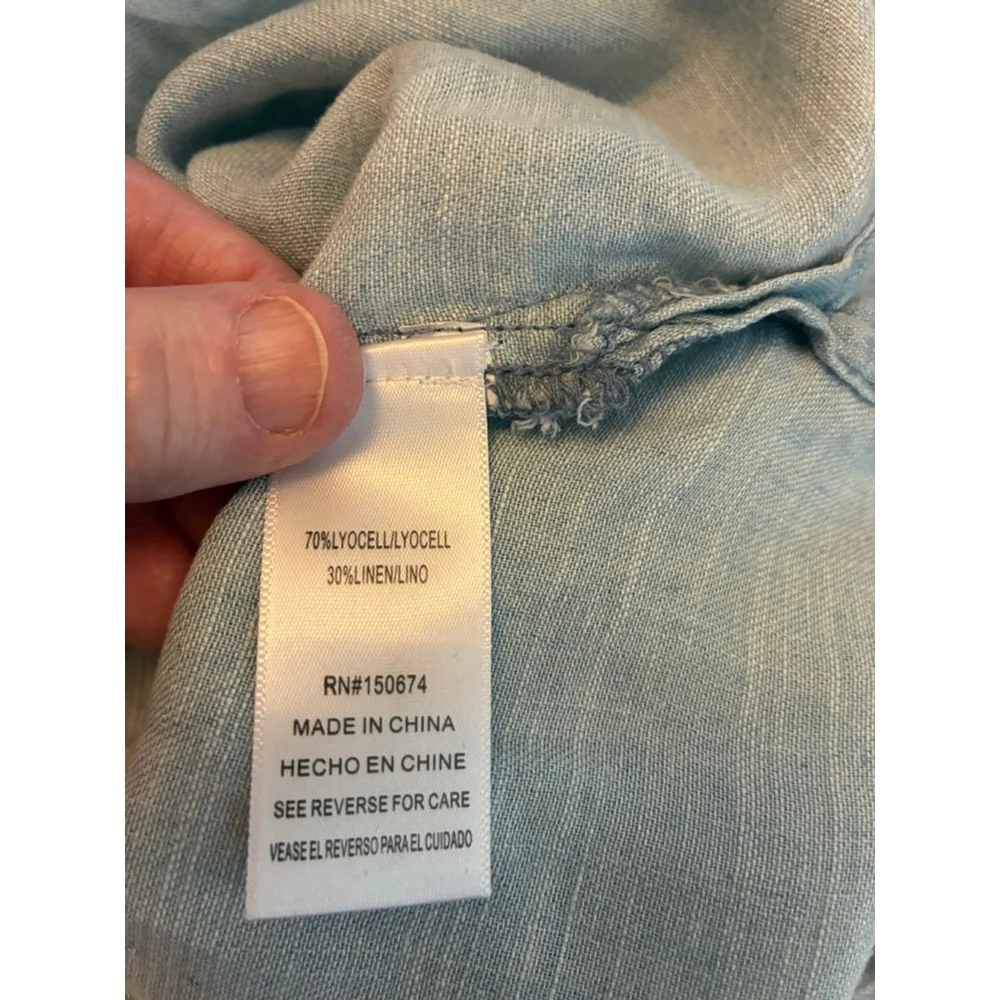 70%LYOCELL/LYOCELL
30%LINEN/LINO
RN#150674
MADE IN CHINA
HECHO EN CHINE
SEE REVERSE FOR CARE
VEASE EL REVERSO PARA EL CUIDADO